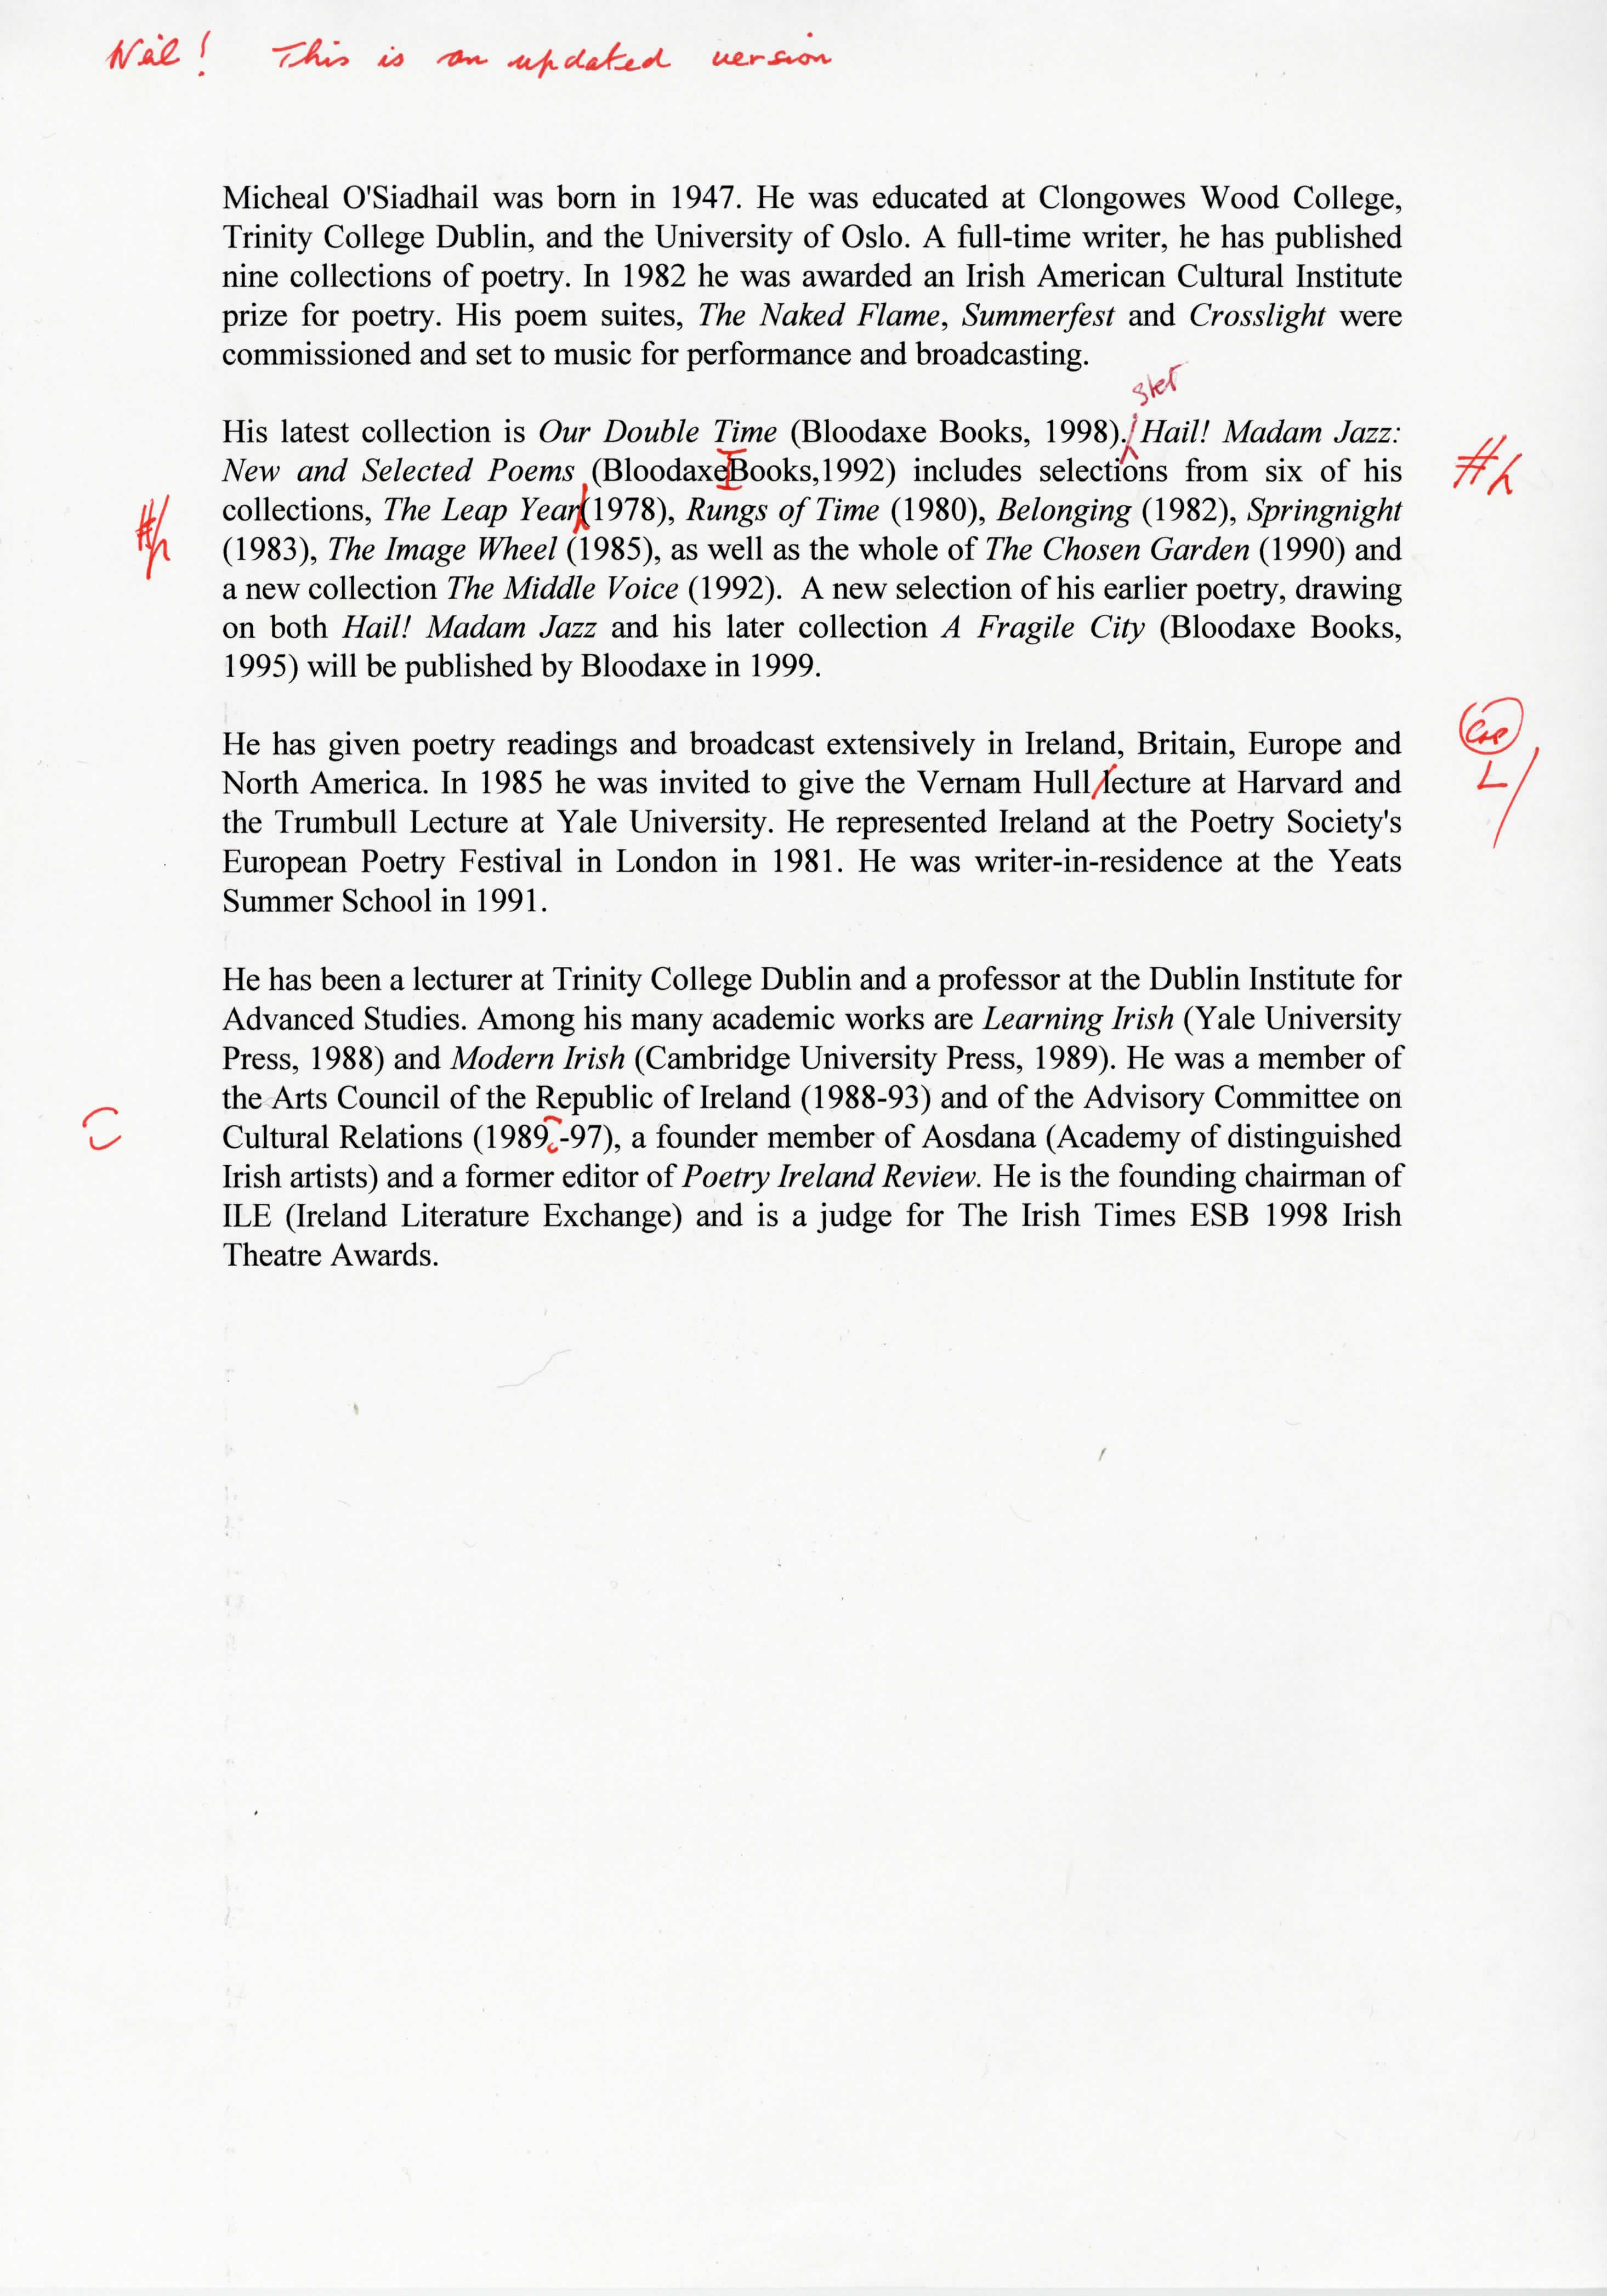 This is an updated version
Micheal O'Siadhail was born in 1947. He was educated at Clongowes Wood College,
Trinity College Dublin, and the University of Oslo. A full-time writer, he has published
nine collections of poetry. In 1982 he was awarded an Irish American Cultural Institute
prize for poetry. His poem suites, The Naked Flame, Summerfest and Crosslight were
commissioned and set to music for performance and broadcasting.
stet
His latest collection is Our Double Time (Bloodaxe Books, 1998). Hail! Madam Jazz:
New and Selected Poems (BloodaxeBooks,1992) includes selections from six of his
#
collections, The Leap Year(1978), Rungs of Time (1980), Belonging (1982), Springnight
#
(1983), The Image Wheel (1985), as well as the whole of The Chosen Garden (1990) and
a new collection The Middle Voice (1992). A new selection of his earlier poetry, drawing
on both Hail! Madam Jazz and his later collection A Fragile City (Bloodaxe Books,
1995) will be published by Bloodaxe in 1999.
He has given poetry readings and broadcast extensively in Ireland, Britain, Europe and
North America. In 1985 he was invited to give the Vernam Hull lecture at Harvard and
L
the Trumbull Lecture at Yale University. He represented Ireland at the Poetry Society's
European Poetry Festival in London in 1981. He was writer-in-residence at the Yeats
Summer School in 1991.
He has been a lecturer at Trinity College Dublin and a professor at the Dublin Institute for
Advanced Studies. Among his many academic works are Learning Irish (Yale University
Press, 1988) and Modern Irish (Cambridge University Press, 1989). He was a member of
the Arts Council of the Republic of Ireland (1988-93) and of the Advisory Committee on
Cultural Relations (1989 -97), a founder member of Aosdana (Academy of distinguished
Irish artists) and a former editor of Poetry Ireland Review. He is the founding chairman of
ILE (Ireland Literature Exchange) and is a judge for The Irish Times ESB 1998 Irish
Theatre Awards.